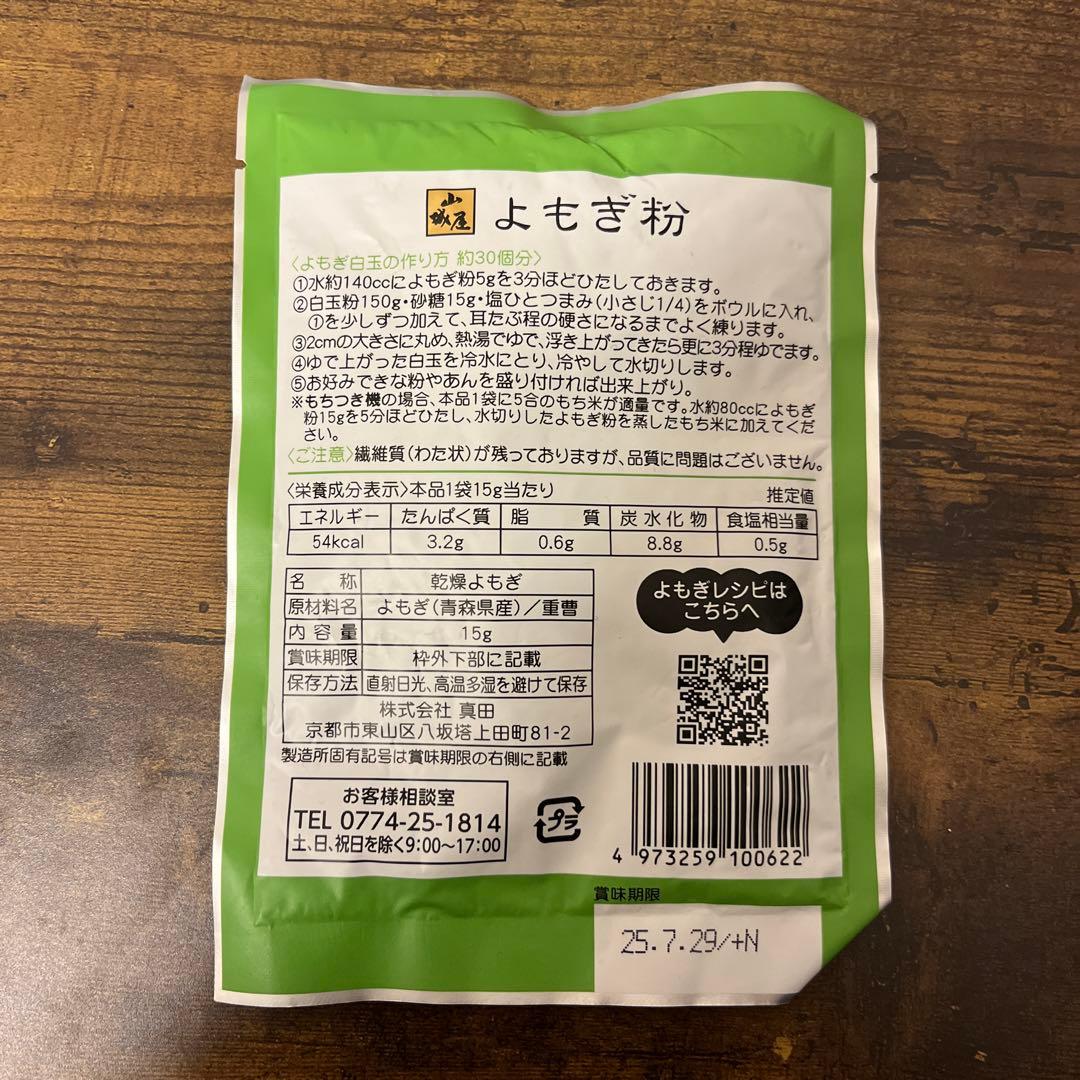 山城屋 よもぎ粉
〈よもぎ白玉の作り方 約30個分〉
①水約140ccによもぎ粉5gを3分ほどひたしておきます。
②白玉粉150g・砂糖15g・塩ひとつまみ(小さじ1/4)をボウルに入れ、
①を少しずつ加えて、耳たぶ程の硬さになるまでよく練ります。
③2cmの大きさに丸め、熱湯でゆで、浮き上がってきたら更に3分程ゆでます。
④ゆで上がった白玉を冷水にとり、冷やして水切りします。
⑤お好みできな粉やあんを盛り付ければ出来上がり。
※もちつき機の場合、本品1袋に5合のもち米が適量です。水約80ccによもぎ
粉15gを5分ほどひたし、水切りしたよもぎ粉を蒸したもち米に加えてくだ
さい。
〈ご注意〉繊維質(わた状)が残っておりますが、品質に問題はございません。
〈栄養成分表示〉本品1袋15g当たり 推定値
エネルギー たんぱく質 脂質 炭水化物 食塩相当量
54kcal 3.2g 0.6g 8.8g 0.5g
名称 乾燥よもぎ
原材料名 よもぎ(青森県産)/重曹
内容量 15g
賞味期限 枠外下部に記載
保存方法 直射日光、高温多湿を避けて保存
株式会社 真田
京都市東山区八坂塔上田町81-2
製造所固有記号は賞味期限の右側に記載
よもぎレシピは
こちらへ
お客様相談室
TEL 0774-25-1814
土、日、祝日を除く9:00～17:00
プラ
4 973259 100622
賞味期限
25.7.29/+N